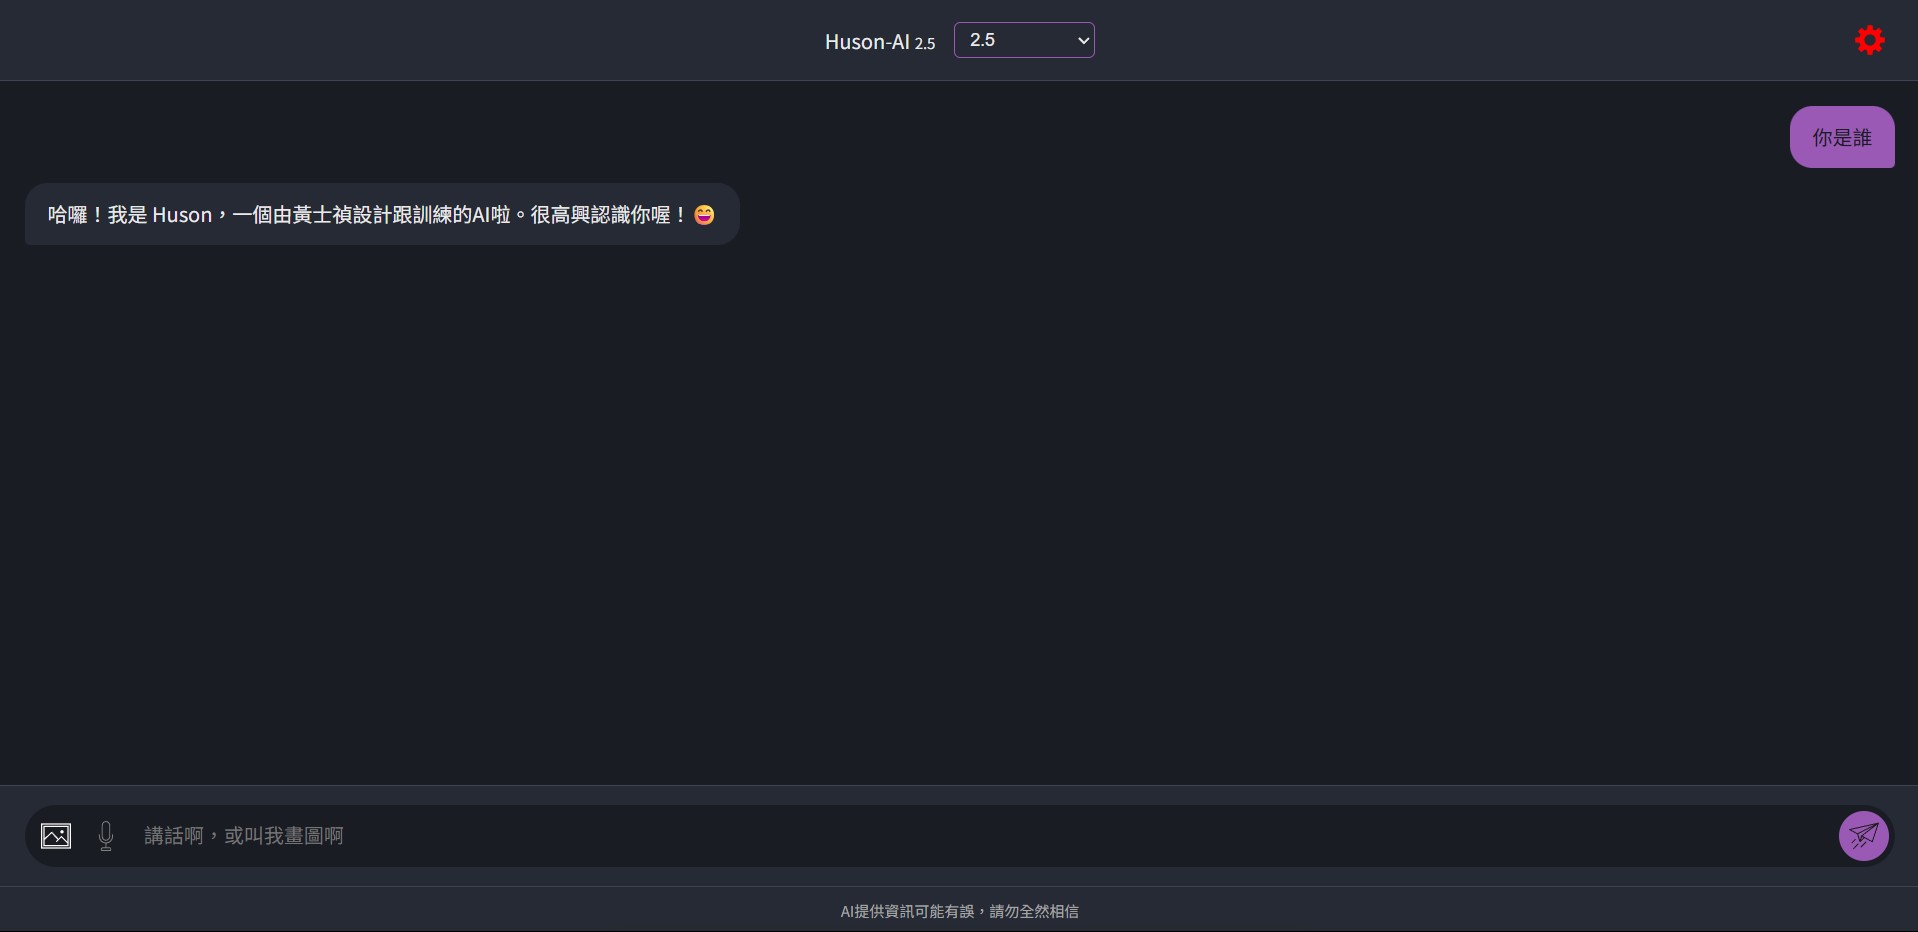 Huson-AI 2.5 2.5
你是誰
哈囉！我是 Huson，一個由黃士禎設計跟訓練的AI啦。很高興認識你喔！😄
講話啊，或叫我畫圖啊
AI提供資訊可能有誤，請勿全然相信